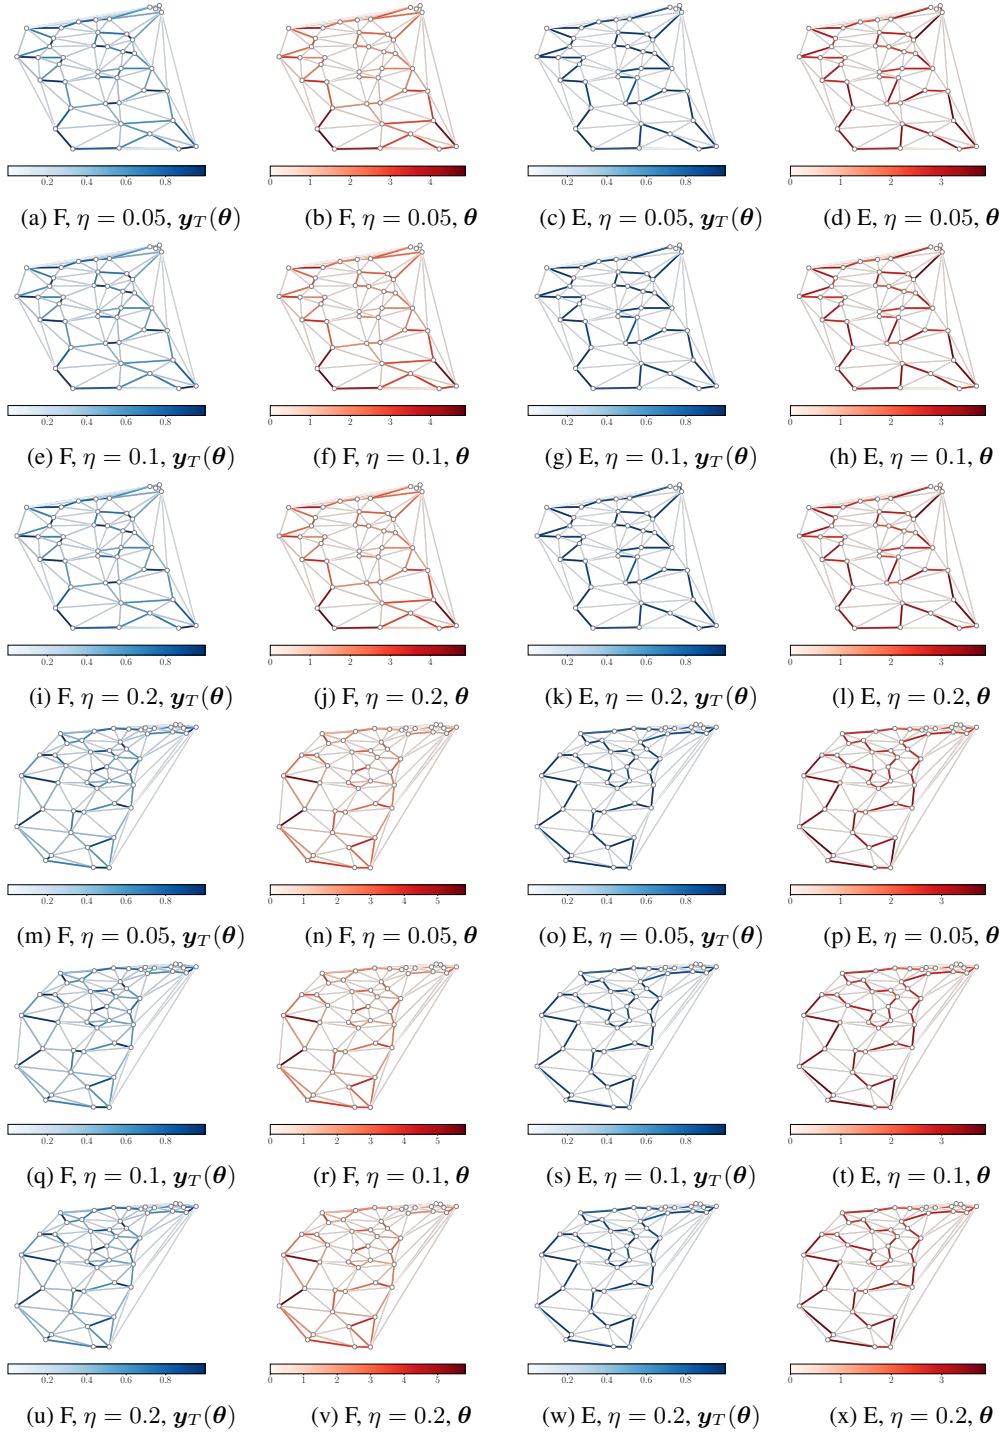 0.2 0.4 0.6 0.8 0 1 2 3 4 0.2 0.4 0.6 0.8 0 1 2 3
(a) F, η = 0.05, y_T(θ) (b) F, η = 0.05, θ (c) E, η = 0.05, y_T(θ) (d) E, η = 0.05, θ
0.2 0.4 0.6 0.8 0 1 2 3 4 0.2 0.4 0.6 0.8 0 1 2 3
(e) F, η = 0.1, y_T(θ) (f) F, η = 0.1, θ (g) E, η = 0.1, y_T(θ) (h) E, η = 0.1, θ
0.2 0.4 0.6 0.8 0 1 2 3 4 0.2 0.4 0.6 0.8 0 1 2 3
(i) F, η = 0.2, y_T(θ) (j) F, η = 0.2, θ (k) E, η = 0.2, y_T(θ) (l) E, η = 0.2, θ
0.2 0.4 0.6 0.8 0 1 2 3 4 5 0.2 0.4 0.6 0.8 0 1 2 3
(m) F, η = 0.05, y_T(θ) (n) F, η = 0.05, θ (o) E, η = 0.05, y_T(θ) (p) E, η = 0.05, θ
0.2 0.4 0.6 0.8 0 1 2 3 4 5 0.2 0.4 0.6 0.8 0 1 2 3
(q) F, η = 0.1, y_T(θ) (r) F, η = 0.1, θ (s) E, η = 0.1, y_T(θ) (t) E, η = 0.1, θ
0.2 0.4 0.6 0.8 0 1 2 3 4 5 0.2 0.4 0.6 0.8 0 1 2 3
(u) F, η = 0.2, y_T(θ) (v) F, η = 0.2, θ (w) E, η = 0.2, y_T(θ) (x) E, η = 0.2, θ